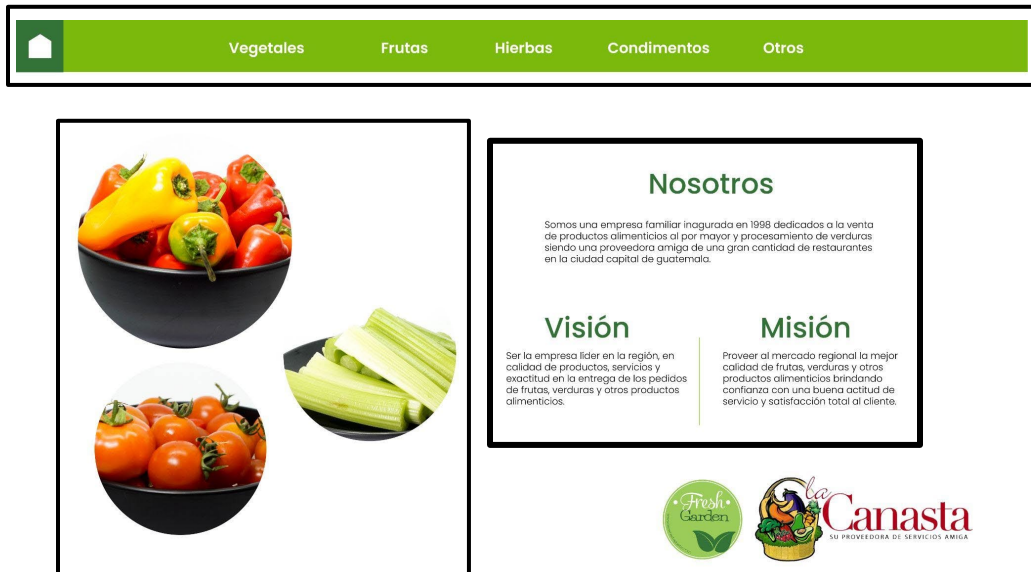 Vegetales Frutas Hierbas Condimentos Otros
Nosotros
Somos una empresa familiar inagurada en 1998 dedicados a la venta
de productos alimenticios al por mayor y procesamiento de verduras
siendo una proveedora amiga de una gran cantidad de restaurantes
en la ciudad capital de guatemala.
Visión
Ser la empresa líder en la región, en
calidad de productos, servicios y
exactitud en la entrega de los pedidos
de frutas, verduras y otros productos
alimenticios.
Misión
Proveer al mercado regional la mejor
calidad de frutas, verduras y otros
productos alimenticios brindando
confianza con una buena actitud de
servicio y satisfacción total al cliente.
Fresh
Garden
la
Canasta
SU PROVEEDORA DE SERVICIOS AMIGA